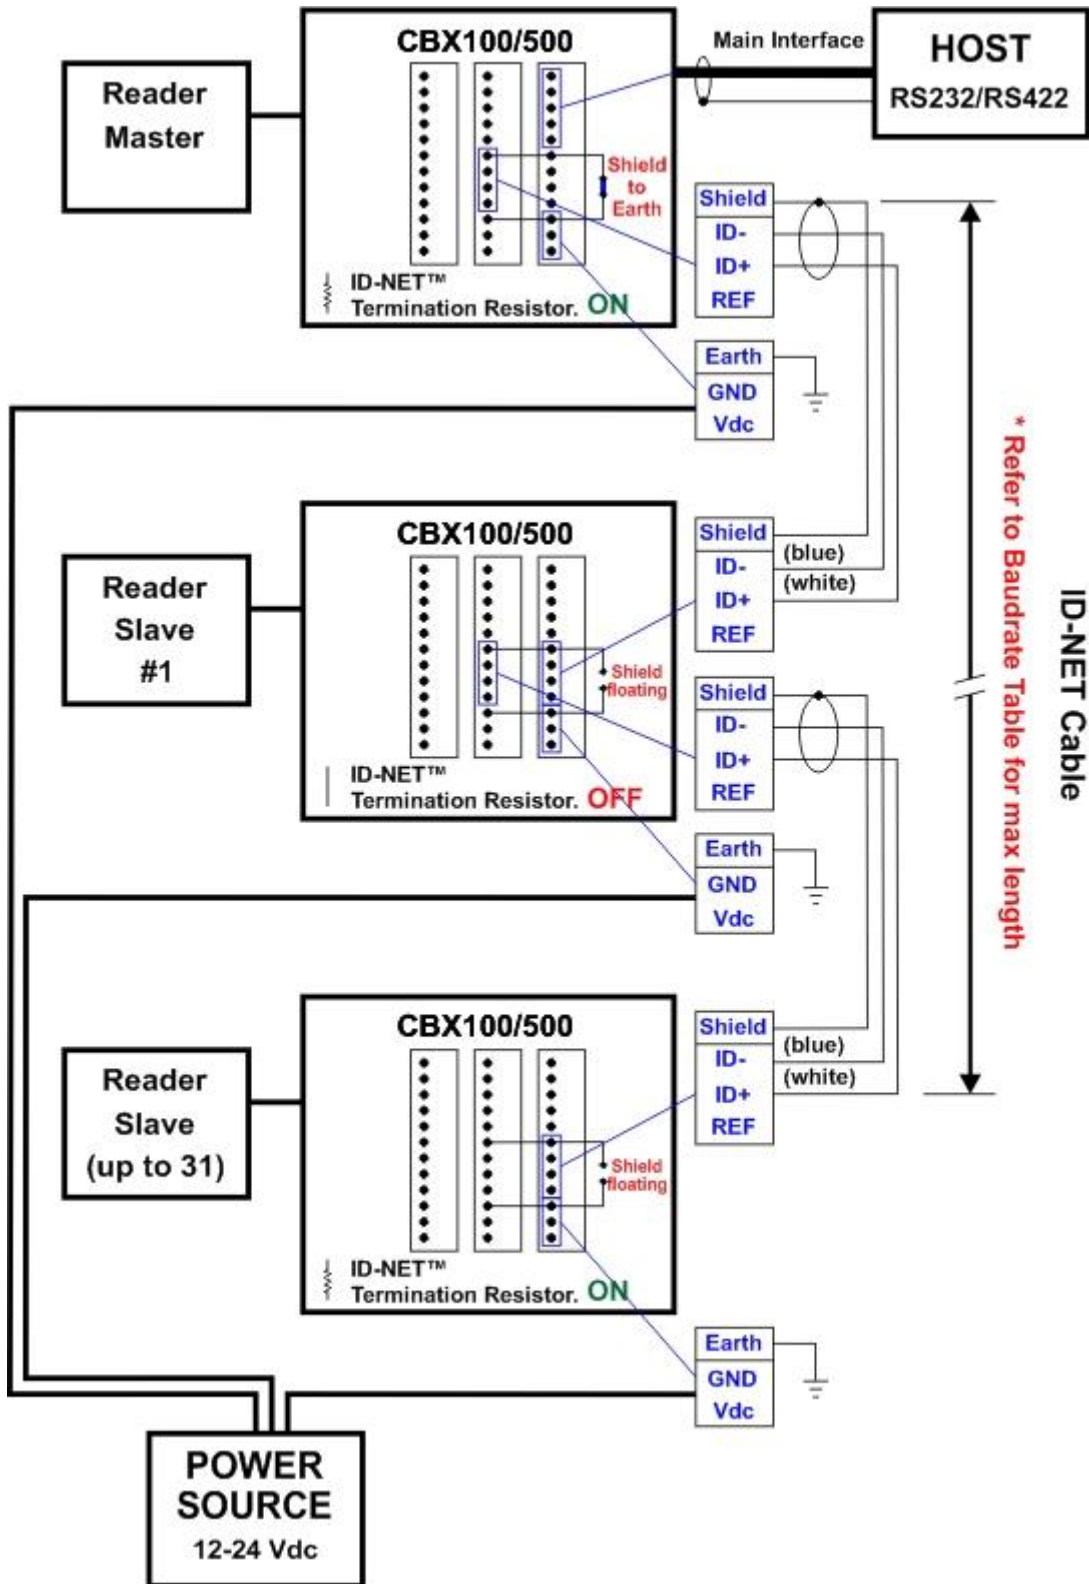 CBX100/500
Main Interface
HOST
RS232/RS422
Reader
Master
Shield
to
Earth
ID-NET™
Termination Resistor. ON
Shield
ID-
ID+
REF
Earth
GND
Vdc
CBX100/500
Reader
Slave
#1
Shield
floating
ID-NET™
Termination Resistor. OFF
Shield
(blue)
ID-
(white)
ID+
REF
Shield
ID-
ID+
REF
Earth
GND
Vdc
CBX100/500
Reader
Slave
(up to 31)
Shield
floating
ID-NET™
Termination Resistor. ON
Shield
(blue)
ID-
(white)
ID+
REF
Earth
GND
Vdc
ID-NET Cable
* Refer to Baudrate Table for max length
POWER
SOURCE
12-24 Vdc